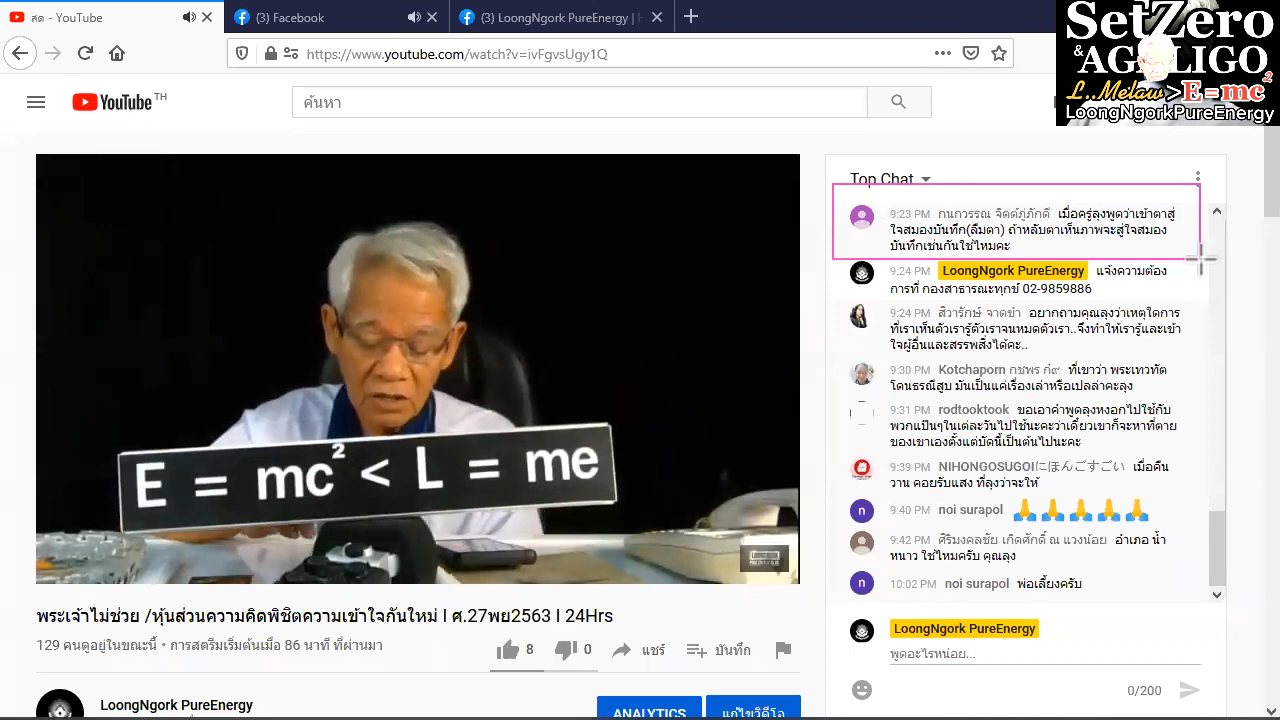 สด - YouTube
(3) Facebook
(3) LoongNgork PureEnergy | H
https://www.youtube.com/watch?v=ivFgvsUgy1Q
SetZero
&
L..Melaw>E=mc²
LoongNgorkPureEnergy
YouTube TH
ค้นหา
E = mc² < L = me
พระเจ้าไม่ช่วย /หุ้นส่วนความคิดพิชิตความเข้าใจกันใหม่ I ศ.27พย2563 I 24Hrs
129 คนดูอยู่ในขณะนี้ • การสตรีมเริ่มต้นเมื่อ 86 นาที ที่ผ่านมา
8
0
แชร์
บันทึก
LoongNgork PureEnergy
ANALYTICS
แก้ไขวิดีโอ
Top Chat
9:23 PM กนกวรรณ จิตต์ภู่ภักดี เมื่อครู่ลุงพูดว่าเข้าตาสู่
ใจสมองบันทึก(ลืมตา) ถ้าหลับตาเห็นภาพจะสู่ใจสมอง
บันทึกเช่นกันใช่ไหมคะ
9:24 PM LoongNgork PureEnergy แจ้งความต้อง
การที่ กองสาธารณะทุกข์ 02-9859886
9:24 PM สิวารักษ์ จาดขำ อยากถามคุณลุงว่าเหตุใดการ
ที่เราเห็นตัวเรารู้ตัวเราจนหมดตัวเรา..จึงทำให้เรารู้และเข้า
ใจผู้อื่นและสรรพสิ่งได้คะ..
9:30 PM Kotchaporn กชพร ก๋๙ ที่เขาว่า พระเทวทัต
โดนธรณีสูบ มันเป็นแค่เรื่องเล่าหรือเปล่าคะลุง
9:31 PM rodtooktook ขอเอาคำพูดลุงหงอกไปใช้กับ
พวกแป๊นๆในแต่ละวันไปใช้นะคะว่าเดี๋ยวเขาก็จะหาที่ตาย
ของเขาเองตั้งแต่บัดนี้เป็นต้นไปนะคะ
9:39 PM NIHONGOSUGOIにほんごすごい เมื่อคืน
วาน คอยรับแสง ที่ลุงว่าจะให้
9:40 PM noi surapol 🙏🙏🙏🙏🙏
9:42 PM ศิริมงคลชัย เกิดศักดิ์ ณ แวงน้อย อำเภอ น้ำ
หนาว ใช่ไหมครับ คุณลุง
10:02 PM noi surapol พ่อเลี้ยงครับ
LoongNgork PureEnergy
พูดอะไรหน่อย...
0/200